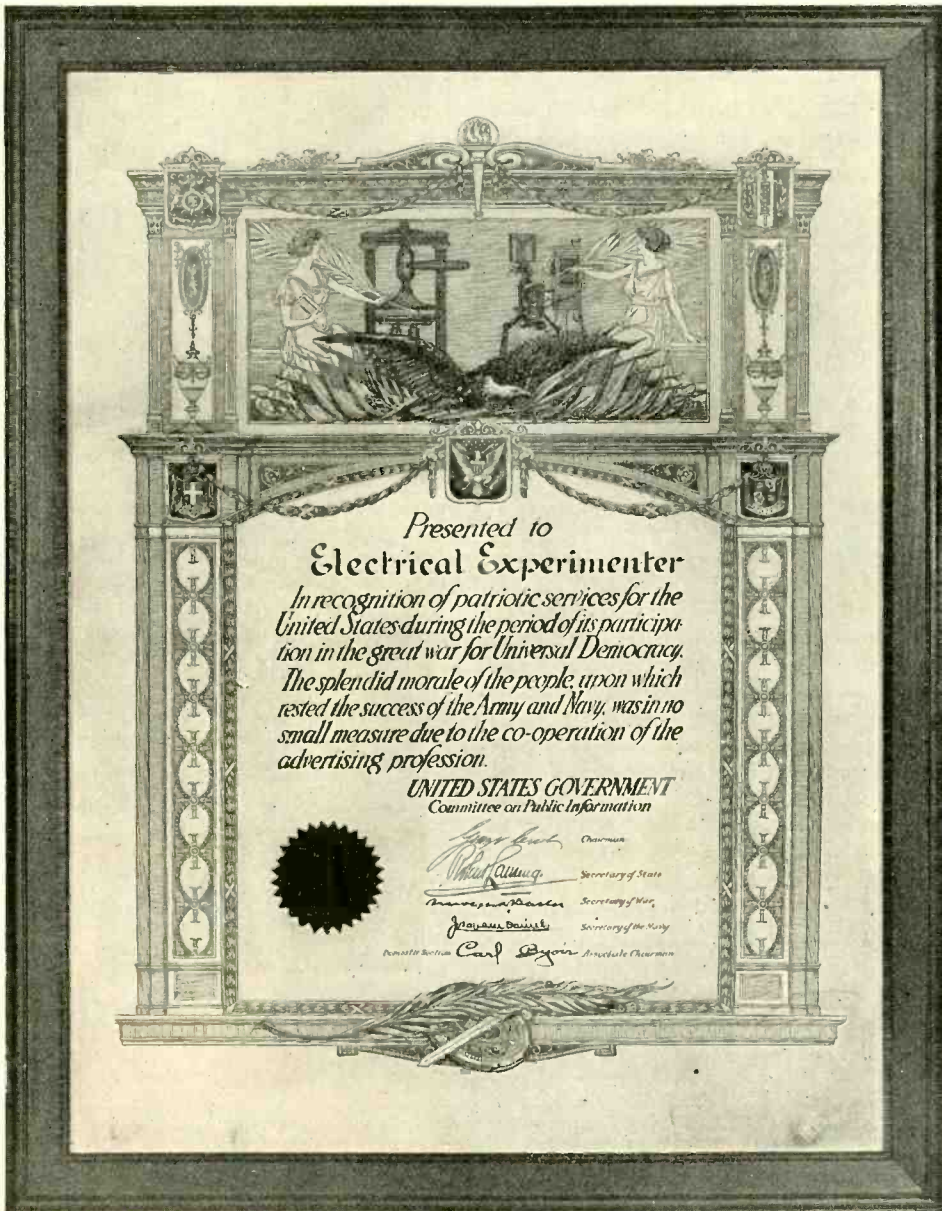 Presented to
Electrical Experimenter
In recognition of patriotic services for the
United States during the period of its participa-
tion in the great war for Universal Democracy.
The splendid morale of the people, upon which
rested the success of the Army and Navy, was in no
small measure due to the co-operation of the
advertising profession.
UNITED STATES GOVERNMENT
Committee on Public Information
Chairman
Secretary of State
Secretary of War
Secretary of the Navy
Domestic Section Carl Byoir Associate Chairman